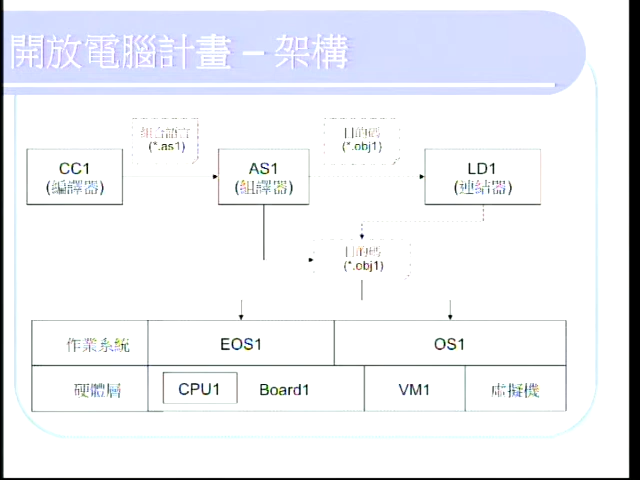 開放電腦計畫 – 架構
組合語言
(*.as1)
目的碼
(*.obj1)
CC1
(編譯器)
AS1
(組譯器)
LD1
(連結器)
目的碼
(*.obj1)
作業系統
EOS1
OS1
硬體層
CPU1
Board1
VM1
虛擬機